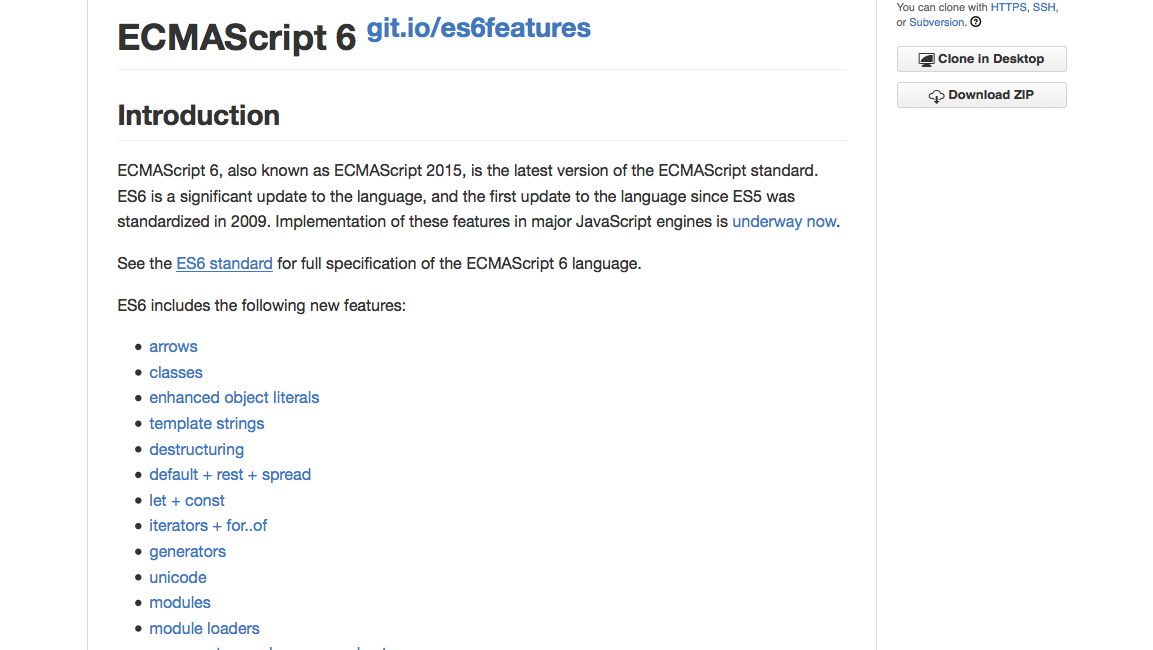 You can clone with HTTPS, SSH,
or Subversion.
Clone in Desktop
Download ZIP
ECMAScript 6 git.io/es6features
Introduction
ECMAScript 6, also known as ECMAScript 2015, is the latest version of the ECMAScript standard.
ES6 is a significant update to the language, and the first update to the language since ES5 was
standardized in 2009. Implementation of these features in major JavaScript engines is underway now.
See the ES6 standard for full specification of the ECMAScript 6 language.
ES6 includes the following new features:
arrows
classes
enhanced object literals
template strings
destructuring
default + rest + spread
let + const
iterators + for..of
generators
unicode
modules
module loaders